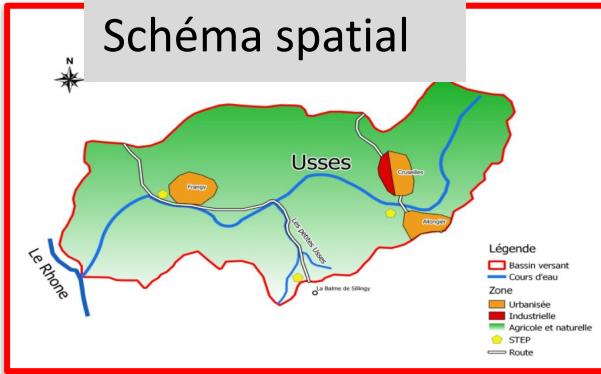 Schéma spatial
N
Usses
Cruseilles
Frangy
Allonzier
Les petites Usses
Le Rhone
La Balme de Sillingy
Légende
Bassin versant
Cours d'eau
Zone
Urbanisée
Industrielle
Agricole et naturelle
STEP
Route